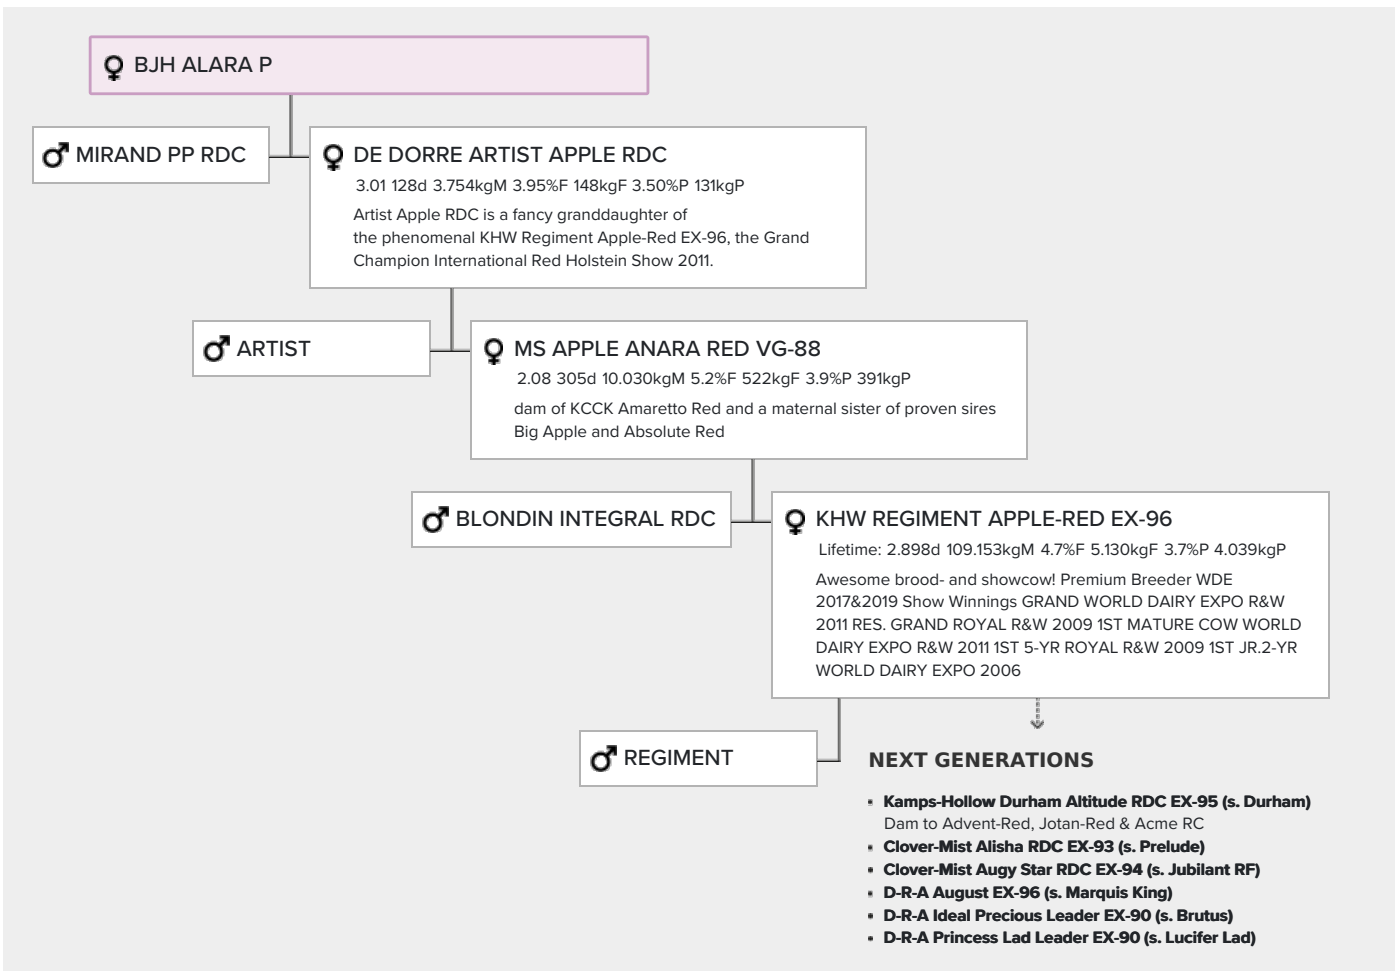 BJH ALARA P
MIRAND PP RDC
DE DORRE ARTIST APPLE RDC
3.01 128d 3.754kgM 3.95%F 148kgF 3.50%P 131kgP
Artist Apple RDC is a fancy granddaughter of
the phenomenal KHW Regiment Apple-Red EX-96, the Grand
Champion International Red Holstein Show 2011.
ARTIST
MS APPLE ANARA RED VG-88
2.08 305d 10.030kgM 5.2%F 522kgF 3.9%P 391kgP
dam of KCCK Amaretto Red and a maternal sister of proven sires
Big Apple and Absolute Red
BLONDIN INTEGRAL RDC
KHW REGIMENT APPLE-RED EX-96
Lifetime: 2.898d 109.153kgM 4.7%F 5.130kgF 3.7%P 4.039kgP
Awesome brood- and showcow! Premium Breeder WDE
2017&2019 Show Winnings GRAND WORLD DAIRY EXPO R&W
2011 RES. GRAND ROYAL R&W 2009 1ST MATURE COW WORLD
DAIRY EXPO R&W 2011 1ST 5-YR ROYAL R&W 2009 1ST JR.2-YR
WORLD DAIRY EXPO 2006
REGIMENT
NEXT GENERATIONS
Kamps-Hollow Durham Altitude RDC EX-95 (s. Durham)
Dam to Advent-Red, Jotan-Red & Acme RC
Clover-Mist Alisha RDC EX-93 (s. Prelude)
Clover-Mist Augy Star RDC EX-94 (s. Jubilant RF)
D-R-A August EX-96 (s. Marquis King)
D-R-A Ideal Precious Leader EX-90 (s. Brutus)
D-R-A Princess Lad Leader EX-90 (s. Lucifer Lad)